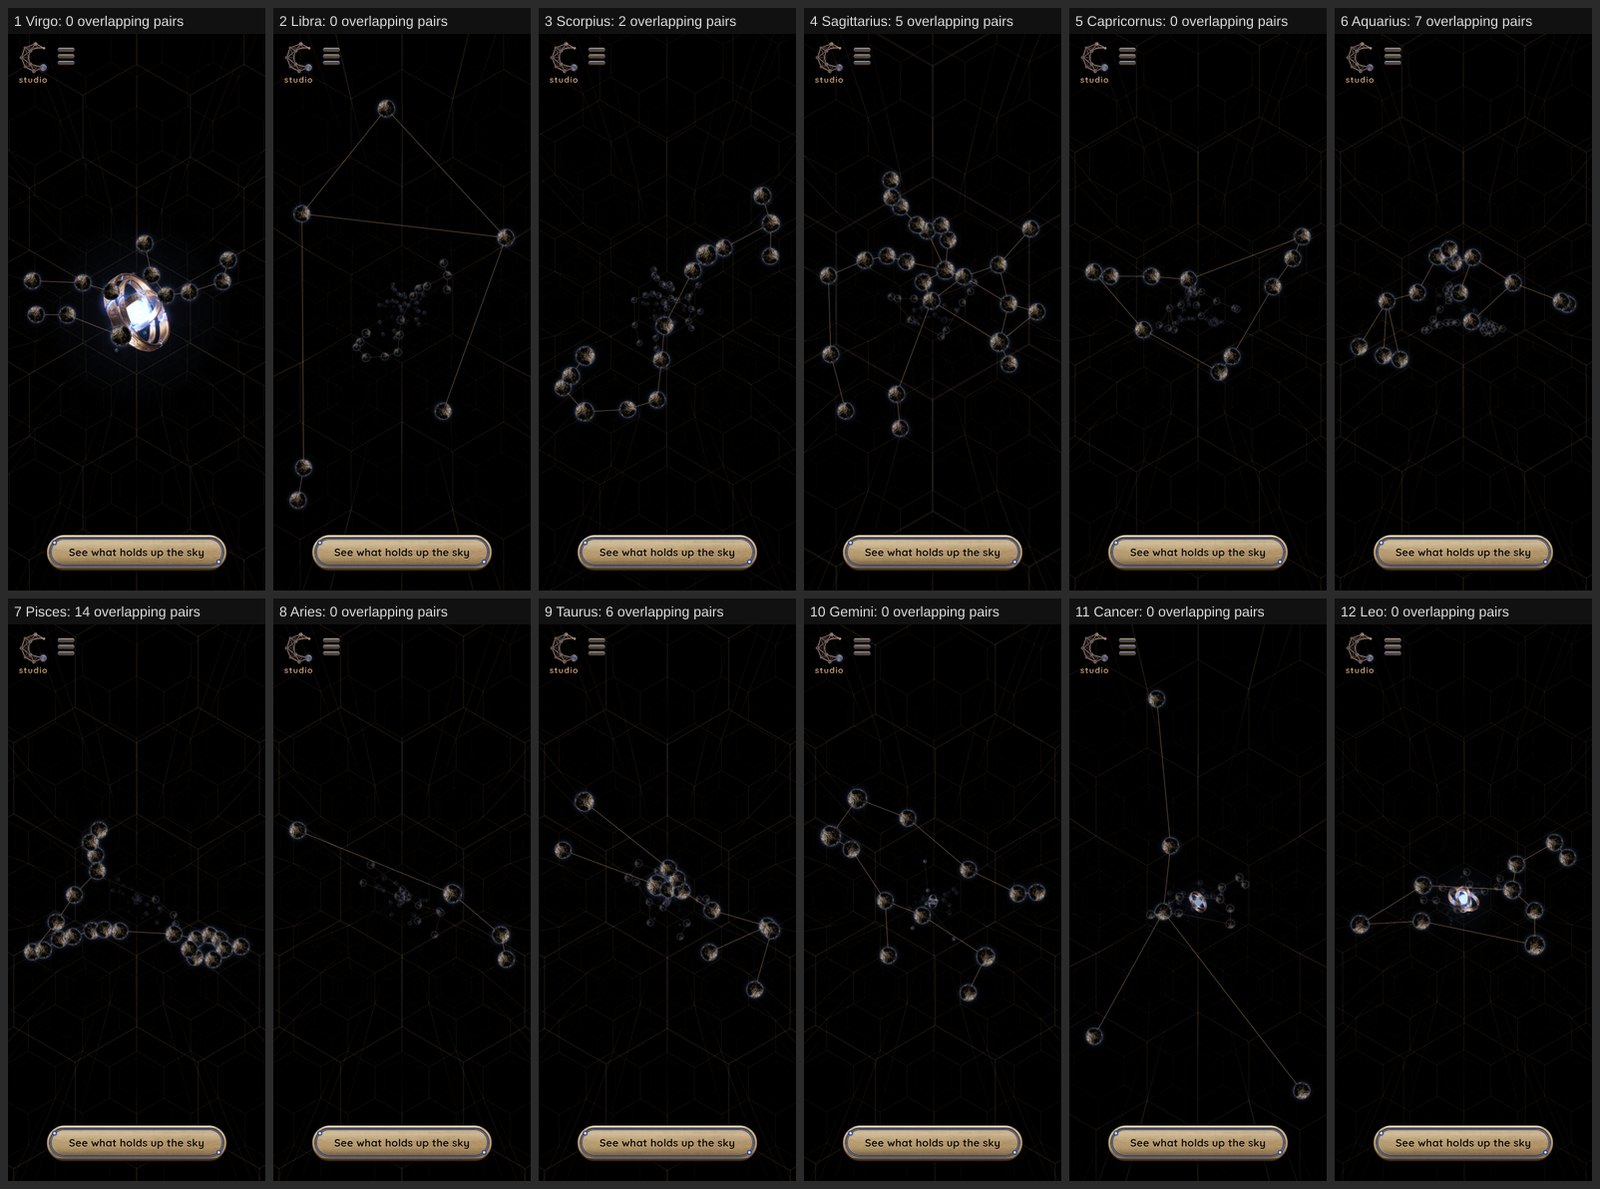 1 Virgo: 0 overlapping pairs
studio
See what holds up the sky
2 Libra: 0 overlapping pairs
studio
See what holds up the sky
3 Scorpius: 2 overlapping pairs
studio
See what holds up the sky
4 Sagittarius: 5 overlapping pairs
studio
See what holds up the sky
5 Capricornus: 0 overlapping pairs
studio
See what holds up the sky
6 Aquarius: 7 overlapping pairs
studio
See what holds up the sky
7 Pisces: 14 overlapping pairs
studio
See what holds up the sky
8 Aries: 0 overlapping pairs
studio
See what holds up the sky
9 Taurus: 6 overlapping pairs
studio
See what holds up the sky
10 Gemini: 0 overlapping pairs
studio
See what holds up the sky
11 Cancer: 0 overlapping pairs
studio
See what holds up the sky
12 Leo: 0 overlapping pairs
studio
See what holds up the sky